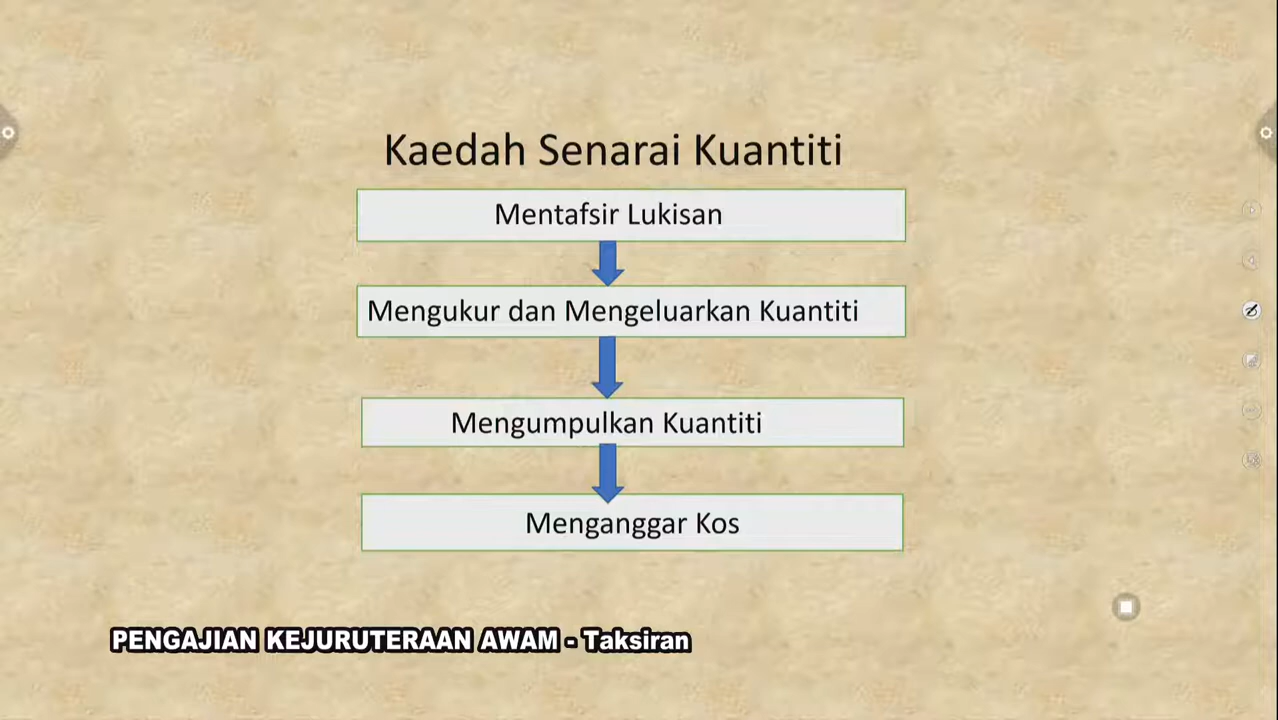 Kaedah Senarai Kuantiti
Mentafsir Lukisan
Mengukur dan Mengeluarkan Kuantiti
Mengumpulkan Kuantiti
Menganggar Kos
PENGAJIAN KEJURUTERAAN AWAM - Taksiran